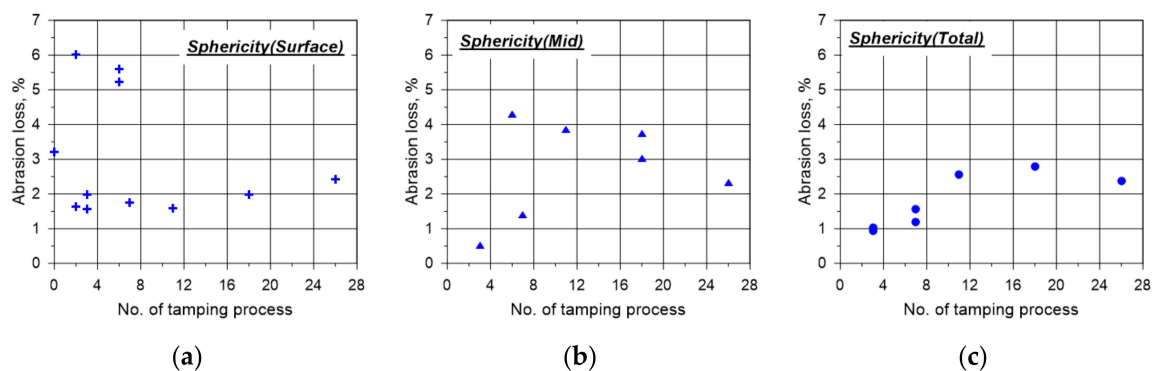 Sphericity(Surface)
Abrasion loss, %
7
6
5
4
3
2
1
0
0 4 8 12 16 20 24 28
No. of tamping process
(a)
Sphericity(Mid)
Abrasion loss, %
7
6
5
4
3
2
1
0
0 4 8 12 16 20 24 28
No. of tamping process
(b)
Sphericity(Total)
Abrasion loss, %
7
6
5
4
3
2
1
0
0 4 8 12 16 20 24 28
No. of tamping process
(c)